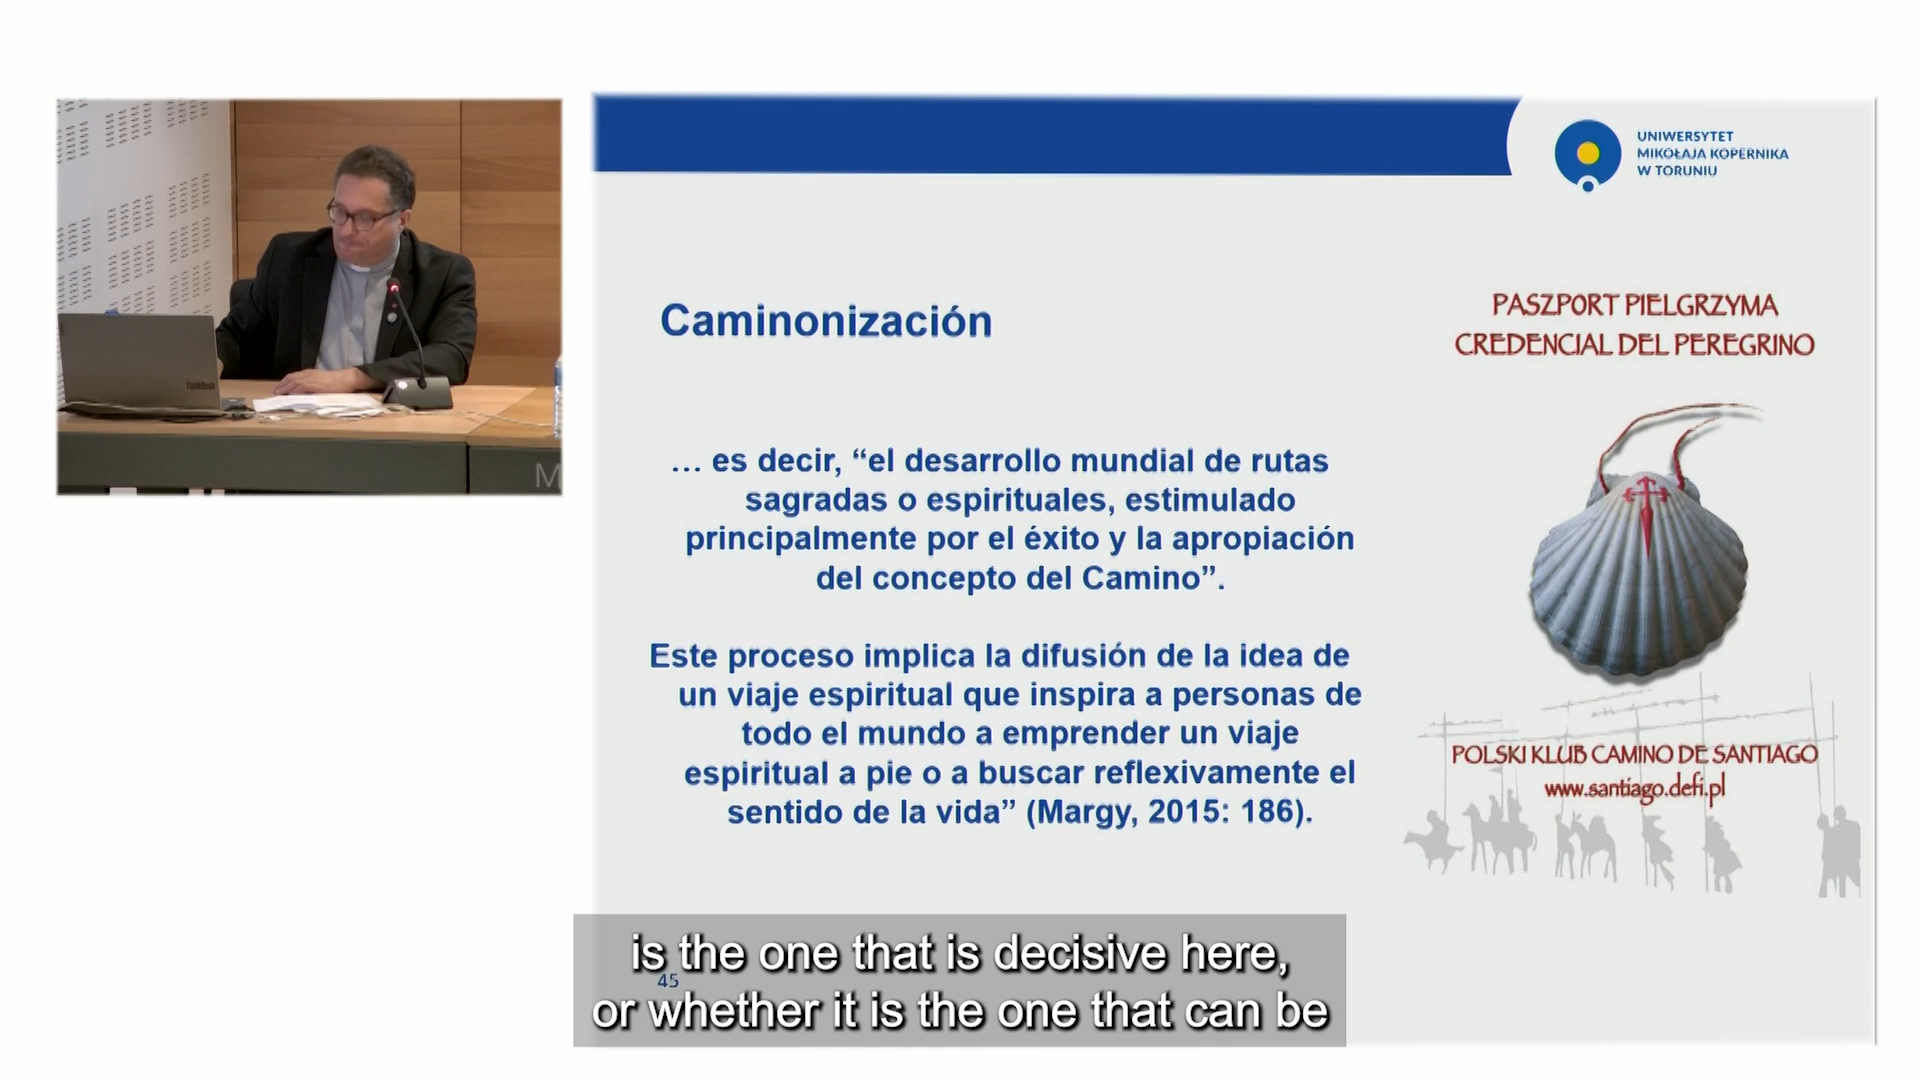 UNIWERSYTET
MIKOŁAJA KOPERNIKA
W TORUNIU
Caminonización
PASZPORT PIELGRZYMA
CREDENCIAL DEL PEREGRINO
… es decir, “el desarrollo mundial de rutas
sagradas o espirituales, estimulado
principalmente por el éxito y la apropiación
del concepto del Camino”.
Este proceso implica la difusión de la idea de
un viaje espiritual que inspira a personas de
todo el mundo a emprender un viaje
espiritual a pie o a buscar reflexivamente el
sentido de la vida” (Margy, 2015: 186).
POLSKI KLUB CAMINO DE SANTIAGO
www.santiago.defi.pl
ThinkBook
M
45
is the one that is decisive here,
or whether it is the one that can be